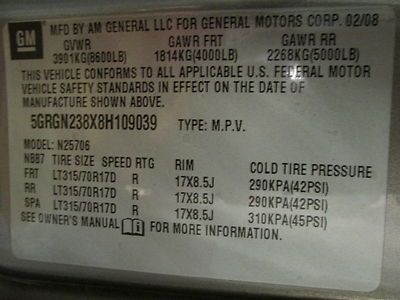 GM
MFD BY AM GENERAL LLC FOR GENERAL MOTORS CORP. 02/08
GVWR GAWR FRT GAWR RR
3901KG(8600LB) 1814KG(4000LB) 2268KG(5000LB)
THIS VEHICLE CONFORMS TO ALL APPLICABLE U.S. FEDERAL MOTOR
VEHICLE SAFETY STANDARDS IN EFFECT ON THE DATE OF
MANUFACTURE SHOWN ABOVE.
5GRGN238X8H109039 TYPE: M.P.V.
MODEL: N25706
NBB7 TIRE SIZE SPEED RTG RIM COLD TIRE PRESSURE
FRT LT315/70R17D R 17X8.5J 290KPA(42PSI)
RR LT315/70R17D R 17X8.5J 290KPA(42PSI)
SPA LT315/70R17D R 17X8.5J 310KPA(45PSI)
SEE OWNER'S MANUAL FOR MORE INFORMATION